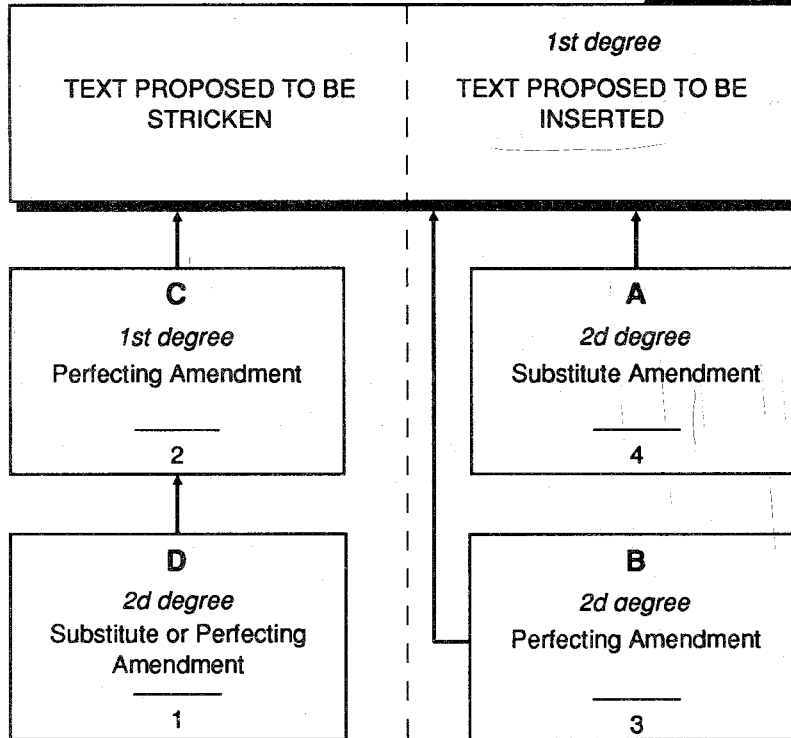 TEXT PROPOSED TO BE
STRICKEN
1st degree
TEXT PROPOSED TO BE
INSERTED
C
1st degree
Perfecting Amendment
2
A
2d degree
Substitute Amendment
4
D
2d degree
Substitute or Perfecting
Amendment
1
B
2d aegree
Perfecting Amendment
3